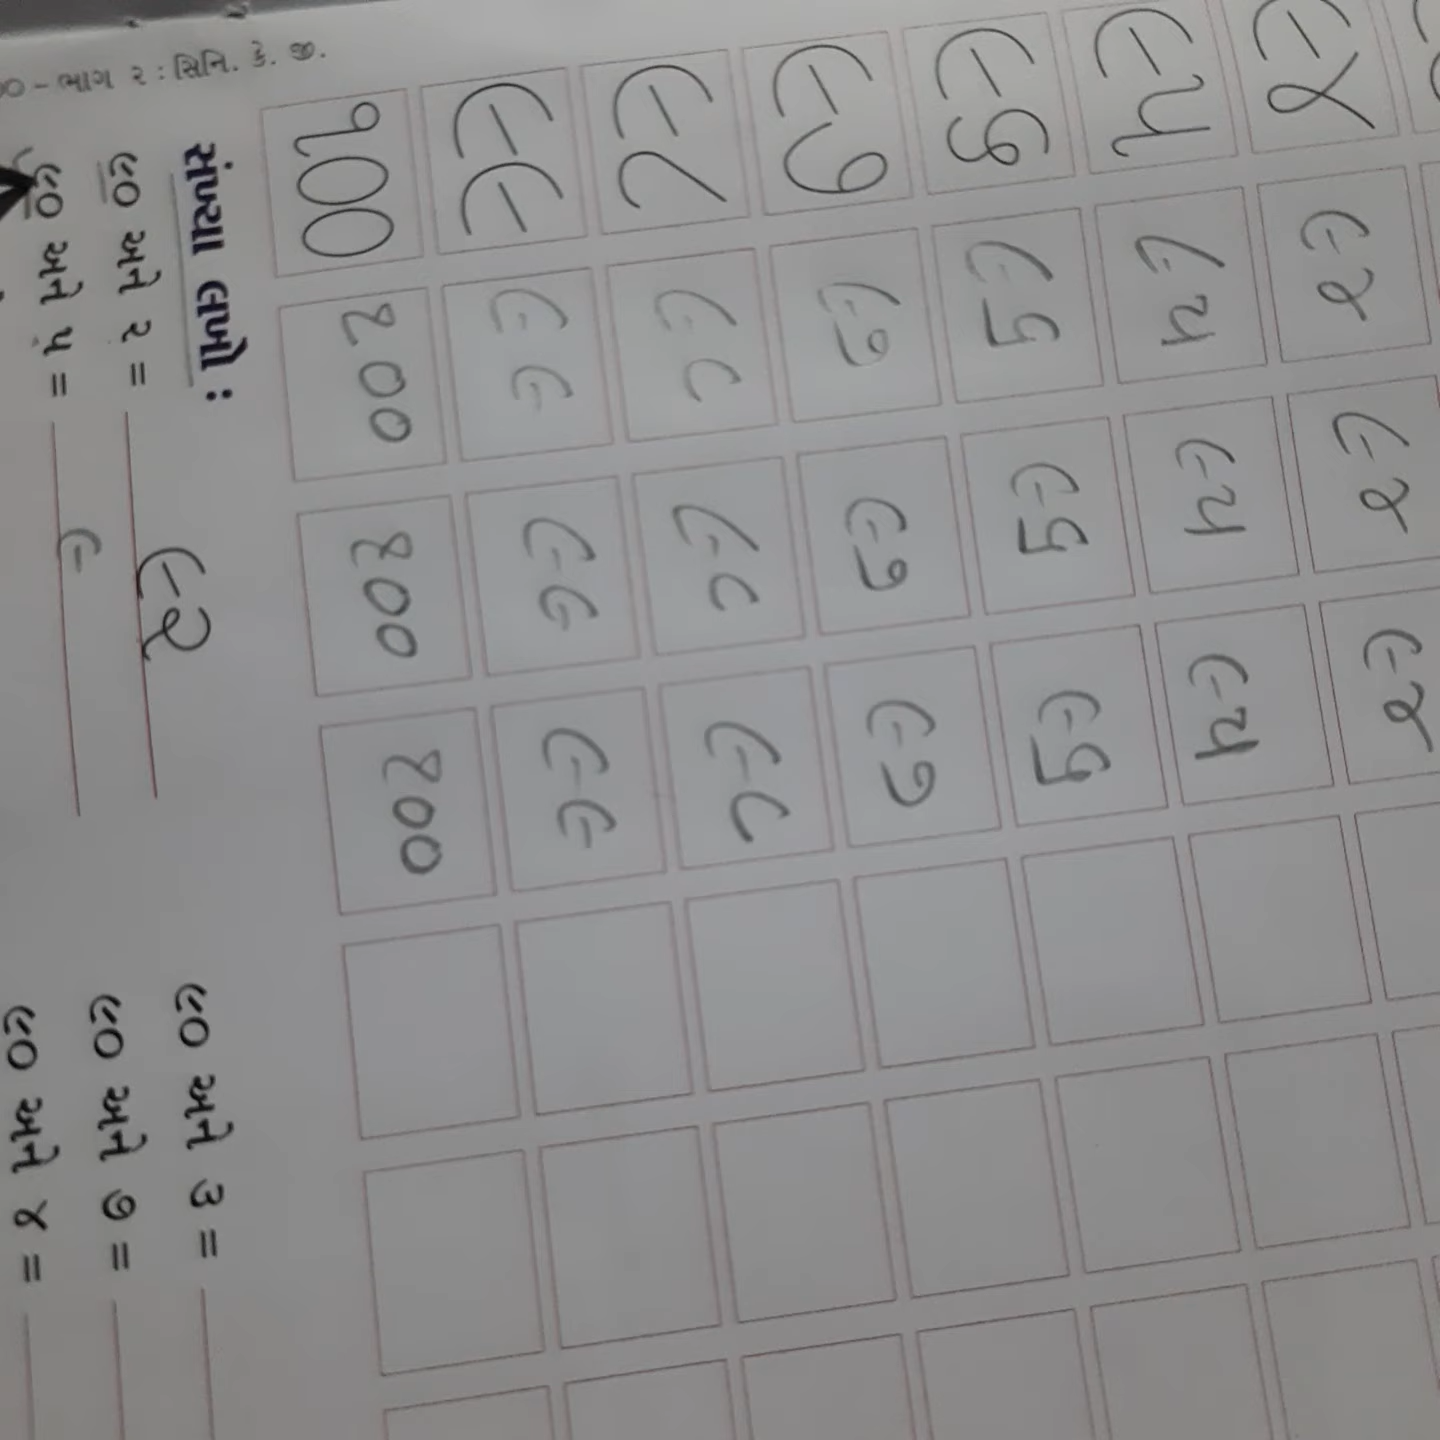 ૦૦ - ભાગ ૨ : સિનિ. કે. જી.
૯૪ ૯૪ ૯૪ ૯૪
૯૫ ૯૫ ૯૫ ૯૫
૯૬ ૯૬ ૯૬ ૯૬
૯૭ ૯૭ ૯૭ ૯૭
૯૮ ૯૮ ૯૮ ૯૮
૯૯ ૯૯ ૯૯ ૯૯
૧૦૦ ૧૦૦ ૧૦૦ ૧૦૦
સંખ્યા લખો :
૯૦ અને ૨ = ૯૨ ૯૦ અને ૩ =
૯૦ અને ૫ = ૯ ૯૦ અને ૭ =
૯૦ અને ૪ =